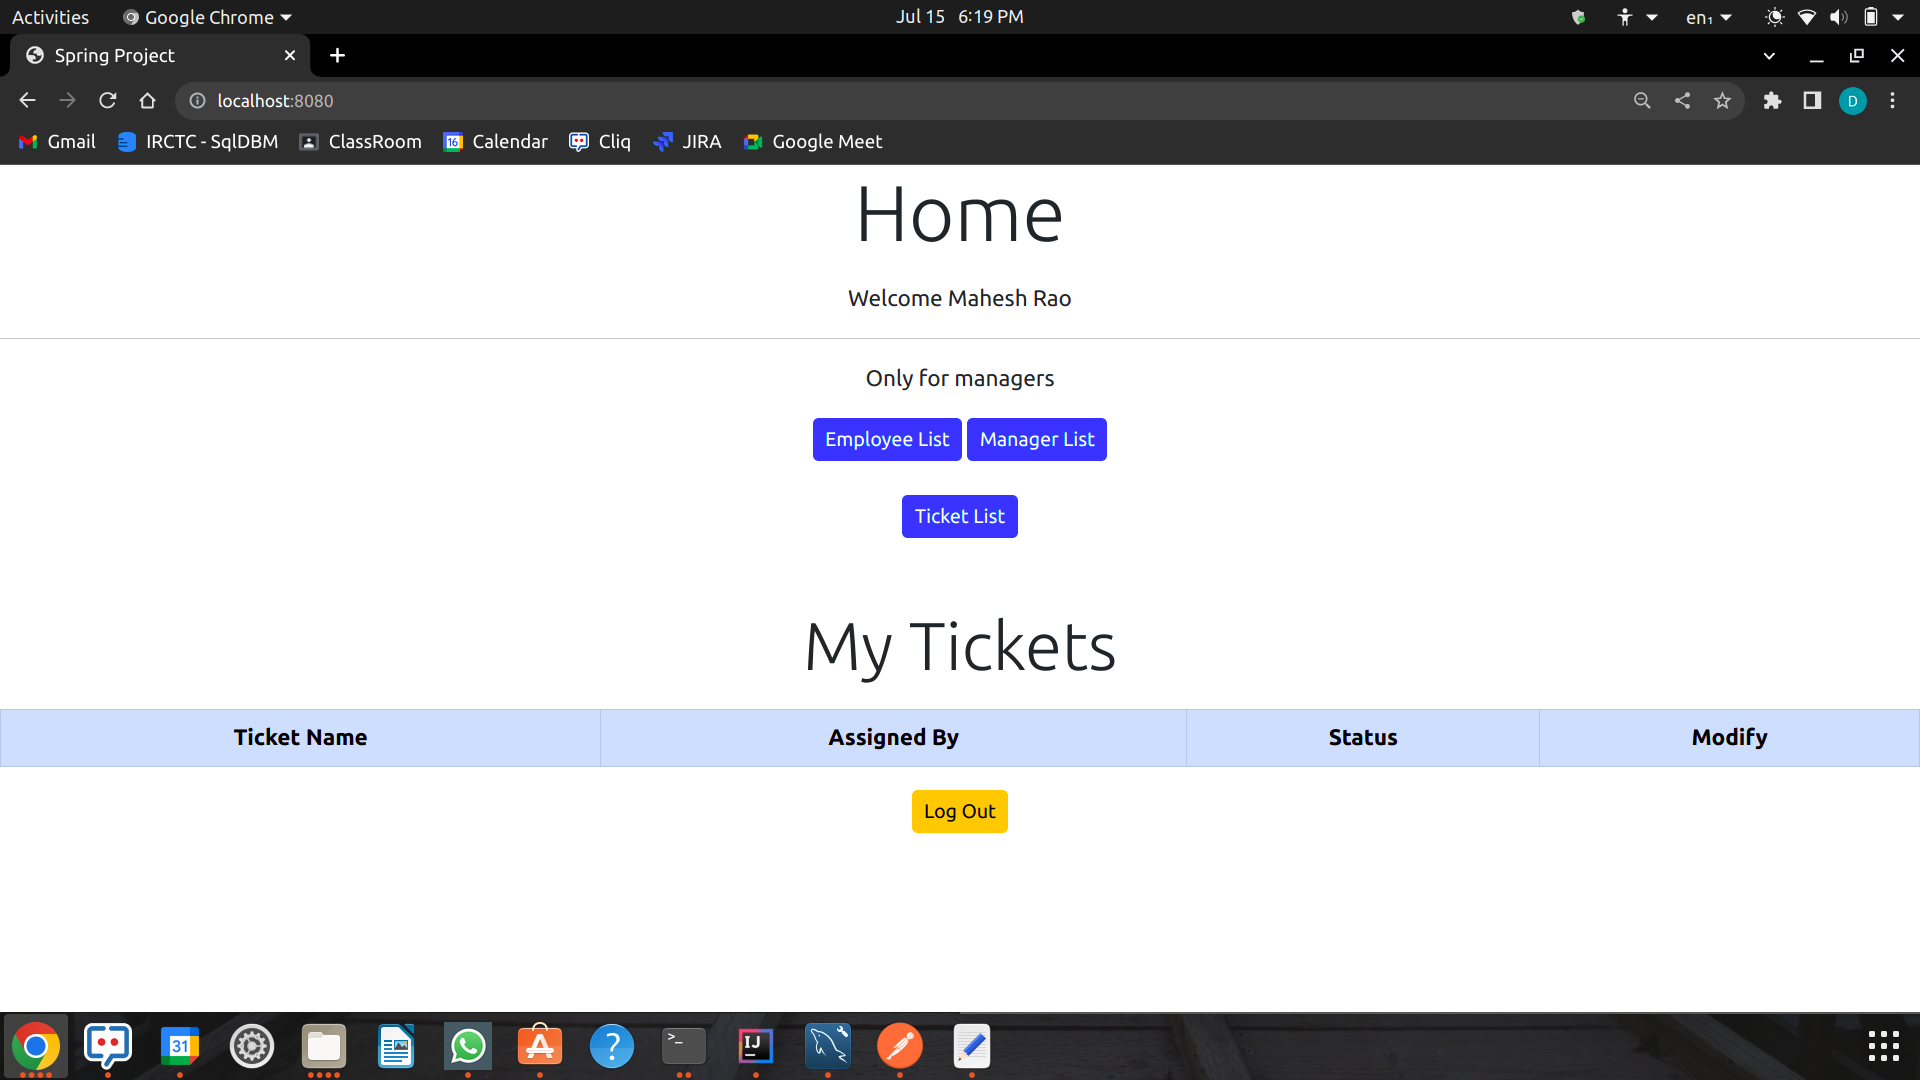 Activities Google Chrome Jul 15 6:19 PM en₁
Spring Project
localhost:8080 D
Gmail IRCTC - SqlDBM ClassRoom 16 Calendar Cliq JIRA Google Meet
Home
Welcome Mahesh Rao
Only for managers
Employee List Manager List
Ticket List
My Tickets
Ticket Name Assigned By Status Modify
Log Out
31 A ? >_ IJ